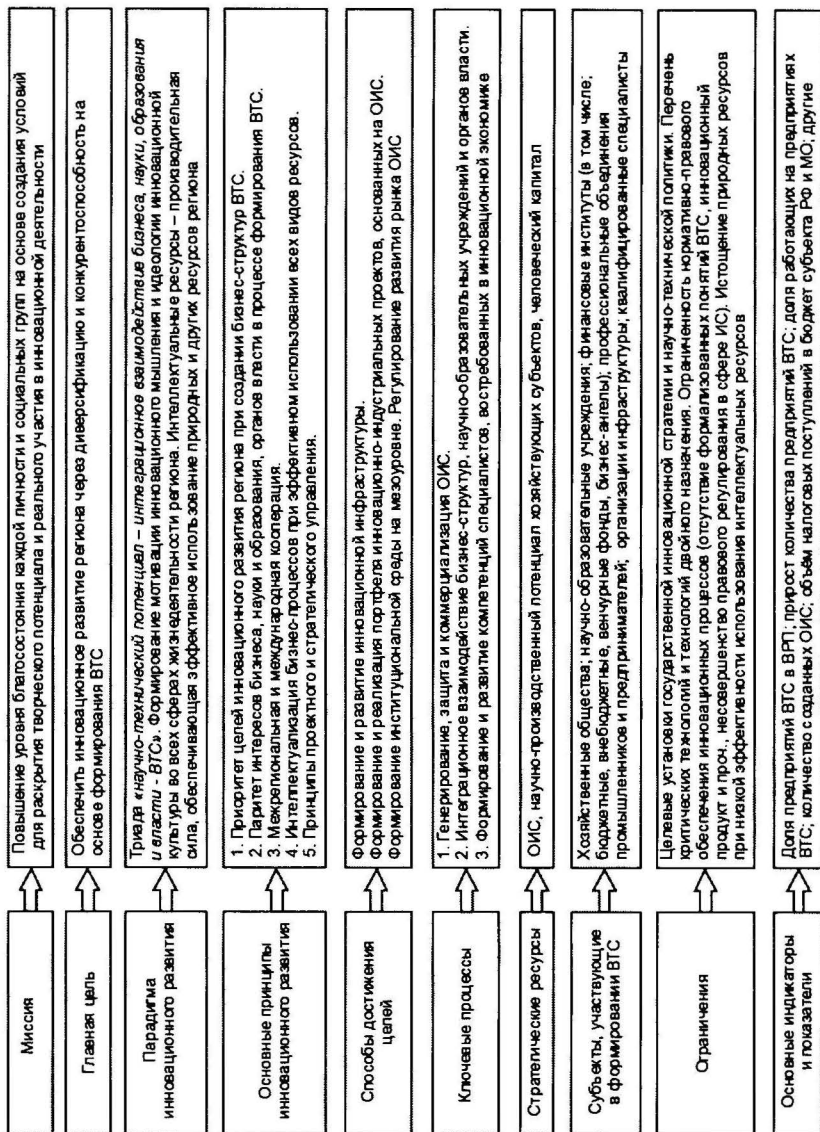 Миссия
Повышение уровня благосостояния каждой личности и социальных групп на основе создания условий
для раскрытия творческого потенциала и реального участия в инновационной деятельности
Главная цель
Обеспечить инновационное развитие региона через диверсификацию и конкурентоспособность на
основе формирования ВТС
Парадигма
инновационного развития
Триада «научно-технический потенциал – интеграционное взаимодействие бизнеса, науки, образования
и власти - ВТС». Формирование мотивации инновационного мышления и идеологии инновационной
культуры во всех сферах жизнедеятельности региона. Интеллектуальные ресурсы – производительная
сила, обеспечивающая эффективное использование природных и других ресурсов региона
Основные принципы
инновационного развития
1. Приоритет целей инновационного развития региона при создании бизнес-структур ВТС.
2. Паритет интересов бизнеса, науки и образования, органов власти в процессе формирования ВТС.
3. Межрегиональная и международная кооперация.
4. Интеллектуализация бизнес-процессов при эффективном использовании всех видов ресурсов.
5. Принципы проектного и стратегического управления.
Способы достижения
целей
Формирование и развитие инновационной инфраструктуры.
Формирование и реализация портфеля инновационно-индустриальных проектов, основанных на ОИС.
Формирование институциональной среды на мезоуровне. Регулирование развития рынка ОИС
Ключевые процессы
1. Генерирование, защита и коммерциализация ОИС.
2. Интеграционное взаимодействие бизнес-структур, научно-образовательных учреждений и органов власти.
3. Формирование и развитие компетенций специалистов, востребованных в инновационной экономике
Стратегические ресурсы
ОИС, научно-производственный потенциал хозяйствующих субъектов, человеческий капитал
Субъекты, участвующие
в формировании ВТС
Хозяйственные общества; научно-образовательные учреждения; финансовые институты (в том числе;
бюджетные, внебюджетные, венчурные фонды, бизнес-ангелы); профессиональные объединения
промышленников и предпринимателей; организации инфраструктуры; квалифицированные специалисты
Ограничения
Целевые установки государственной инновационной стратегии и научно-технической политики. Перечень
критических технологий и технологий двойного назначения. Ограниченность нормативно-правового
обеспечения инновационных процессов (отсутствие формализованных понятий ВТС, инновационный
продукт и проч., несовершенство правового регулирования в сфере ИС). Истощение природных ресурсов
при низкой эффективности использования интеллектуальных ресурсов
Основные индикаторы
и показатели
Доля предприятий ВТС в ВРП; прирост количества предприятий ВТС; доля работающих на предприятиях
ВТС; количество созданных ОИС; объём налоговых поступлений в бюджет субъекта РФ и МО; другие